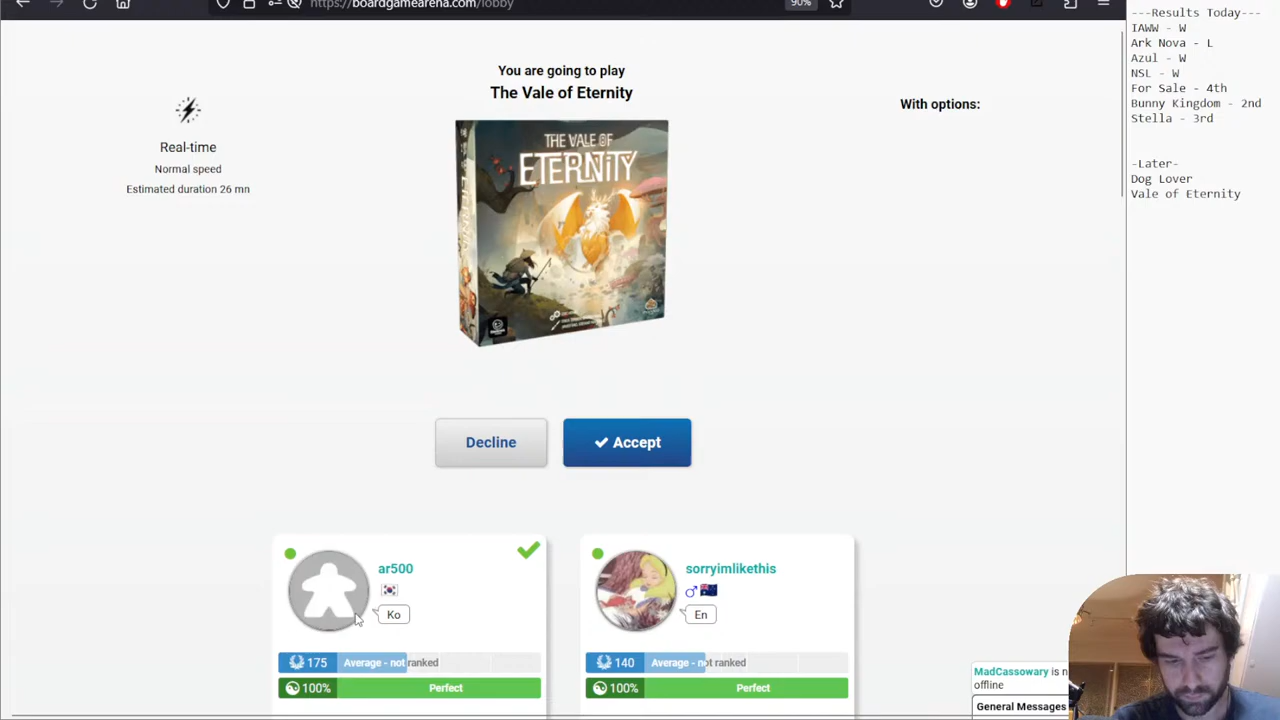 https://boardgamearena.com/lobby
90%
You are going to play
The Vale of Eternity
With options:
Real-time
Normal speed
Estimated duration 26 mn
THE VALE OF
ETERNITY
Decline
Accept
ar500
Ko
175
Average - not ranked
100%
Perfect
sorryimlikethis
En
140
Average - not ranked
100%
Perfect
MadCassowary is n
offline
General Messages
---Results Today---
IAWW - W
Ark Nova - L
Azul - W
NSL - W
For Sale - 4th
Bunny Kingdom - 2nd
Stella - 3rd
-Later-
Dog Lover
Vale of Eternity